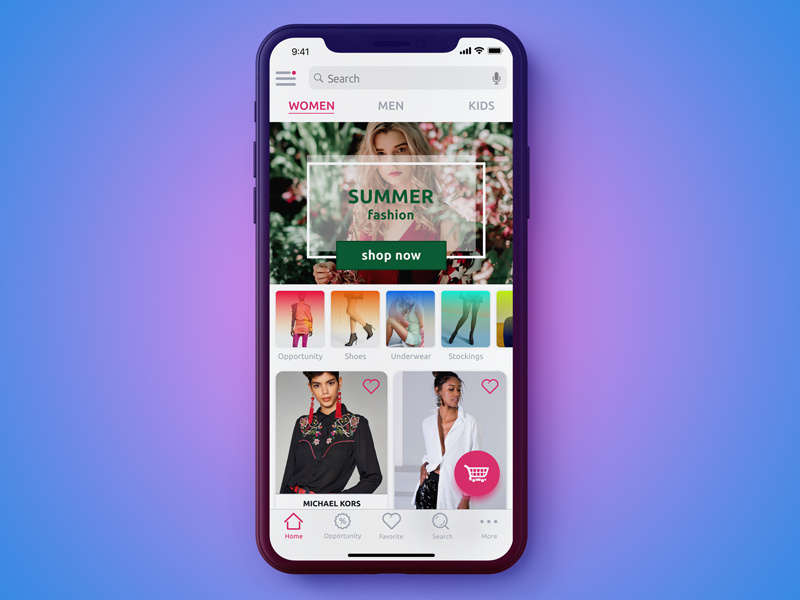 9:41
Search
WOMEN MEN KIDS
SUMMER
fashion
shop now
Opportunity Shoes Underwear Stockings
MICHAEL KORS
Home Opportunity Favorite Search More